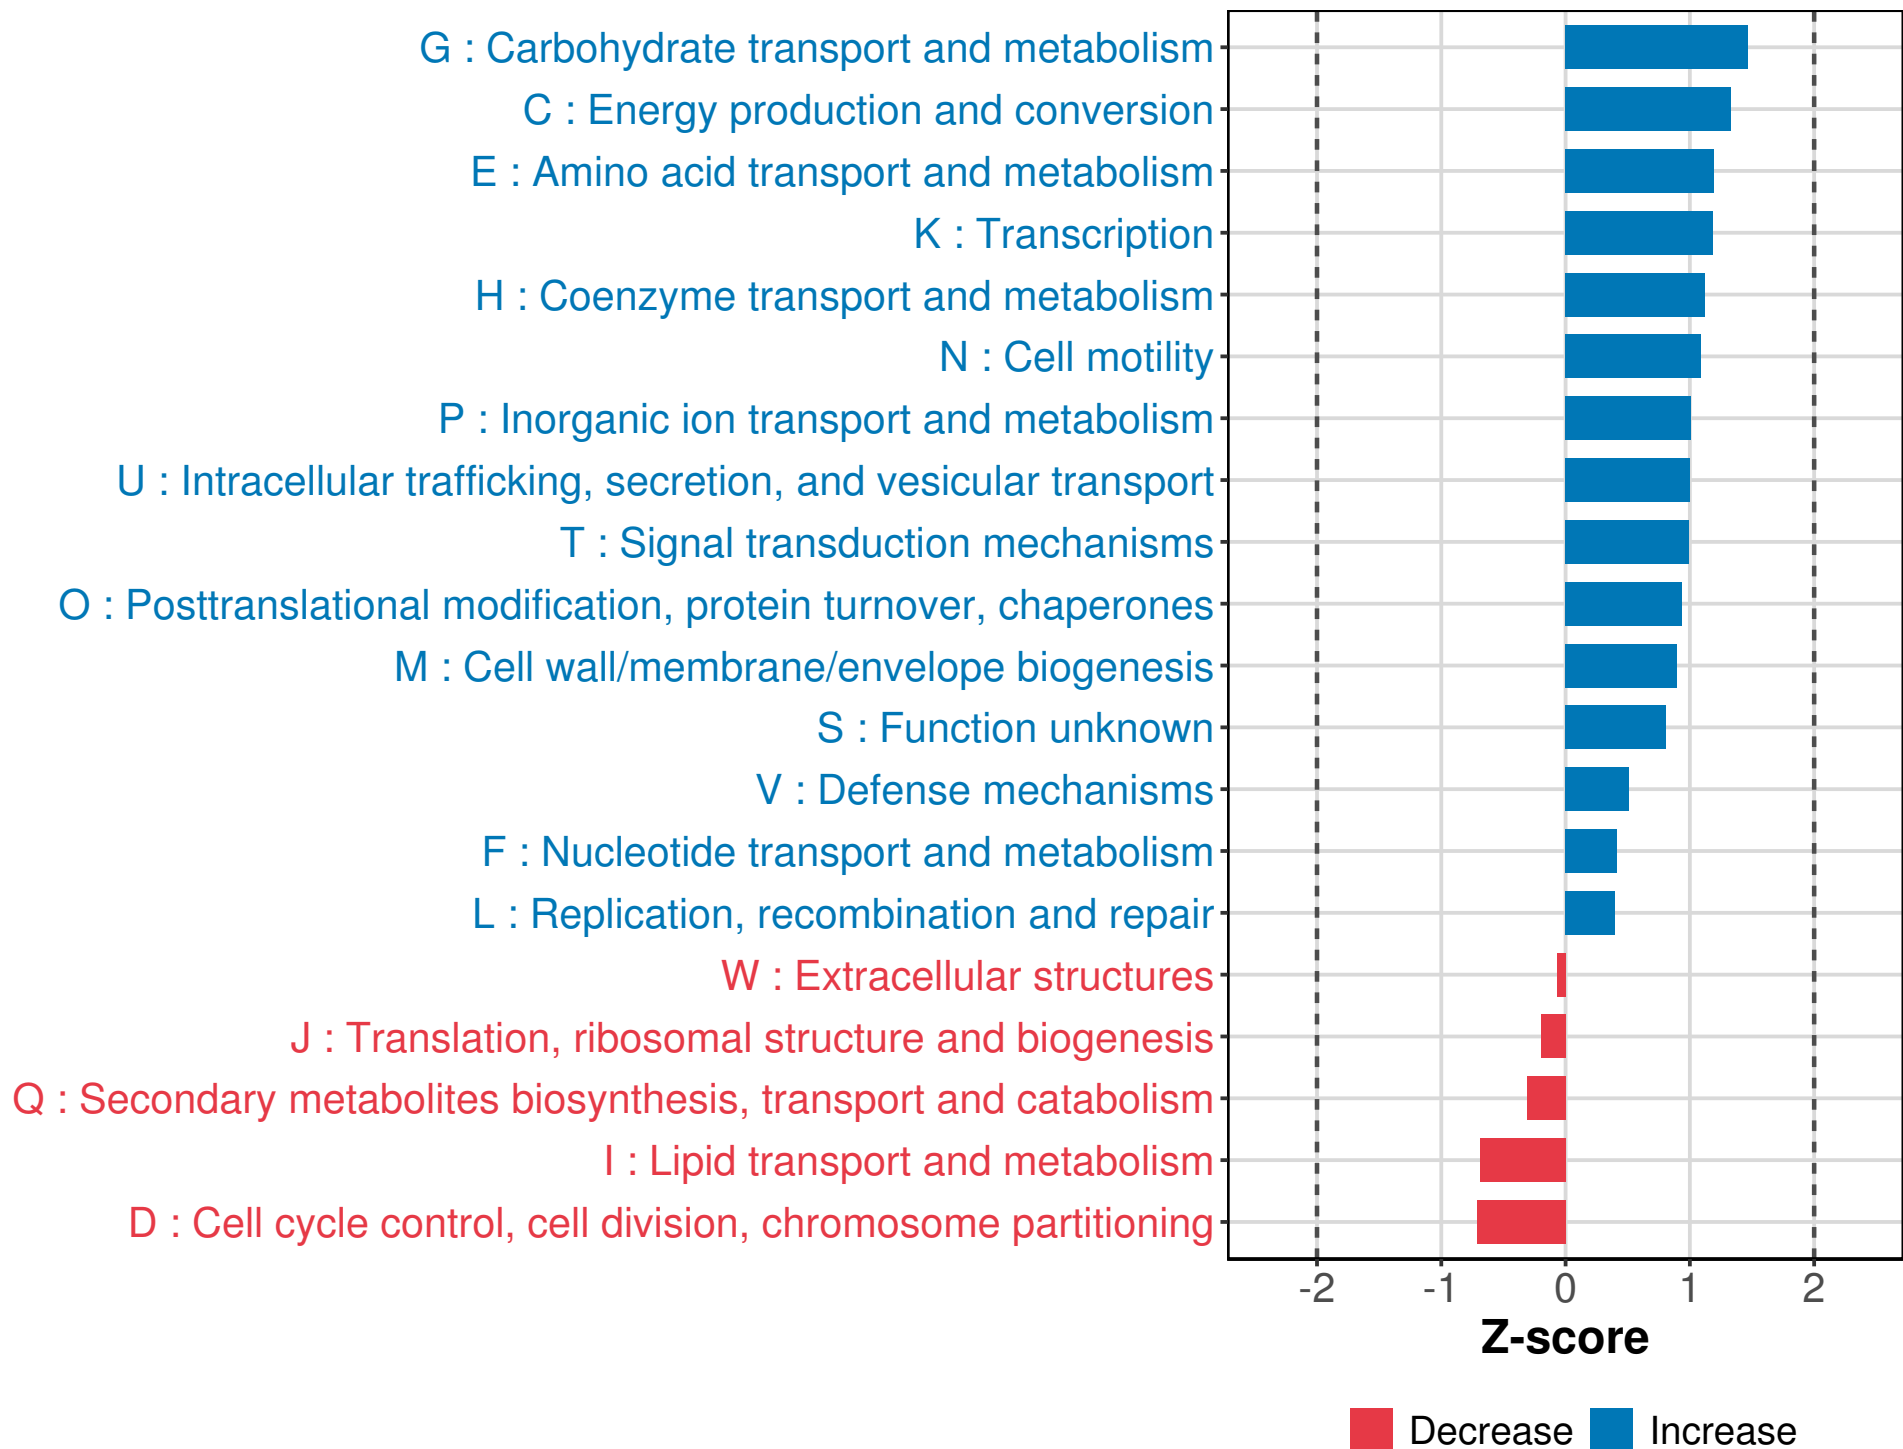 G : Carbohydrate transport and metabolism
C : Energy production and conversion
E : Amino acid transport and metabolism
K : Transcription
H : Coenzyme transport and metabolism
N : Cell motility
P : Inorganic ion transport and metabolism
U : Intracellular trafficking, secretion, and vesicular transport
T : Signal transduction mechanisms
O : Posttranslational modification, protein turnover, chaperones
M : Cell wall/membrane/envelope biogenesis
S : Function unknown
V : Defense mechanisms
F : Nucleotide transport and metabolism
L : Replication, recombination and repair
W : Extracellular structures
J : Translation, ribosomal structure and biogenesis
Q : Secondary metabolites biosynthesis, transport and catabolism
I : Lipid transport and metabolism
D : Cell cycle control, cell division, chromosome partitioning
-2 -1 0 1 2
Z-score
Decrease Increase